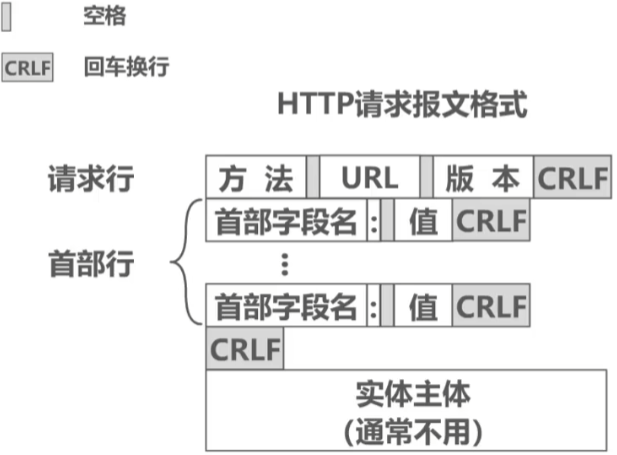 空格
CRLF 回车换行
HTTP请求报文格式
请求行 方 法 URL 版 本 CRLF
首部字段名 : 值 CRLF
首部行 ⋮
首部字段名 : 值 CRLF
CRLF
实体主体
(通常不用)